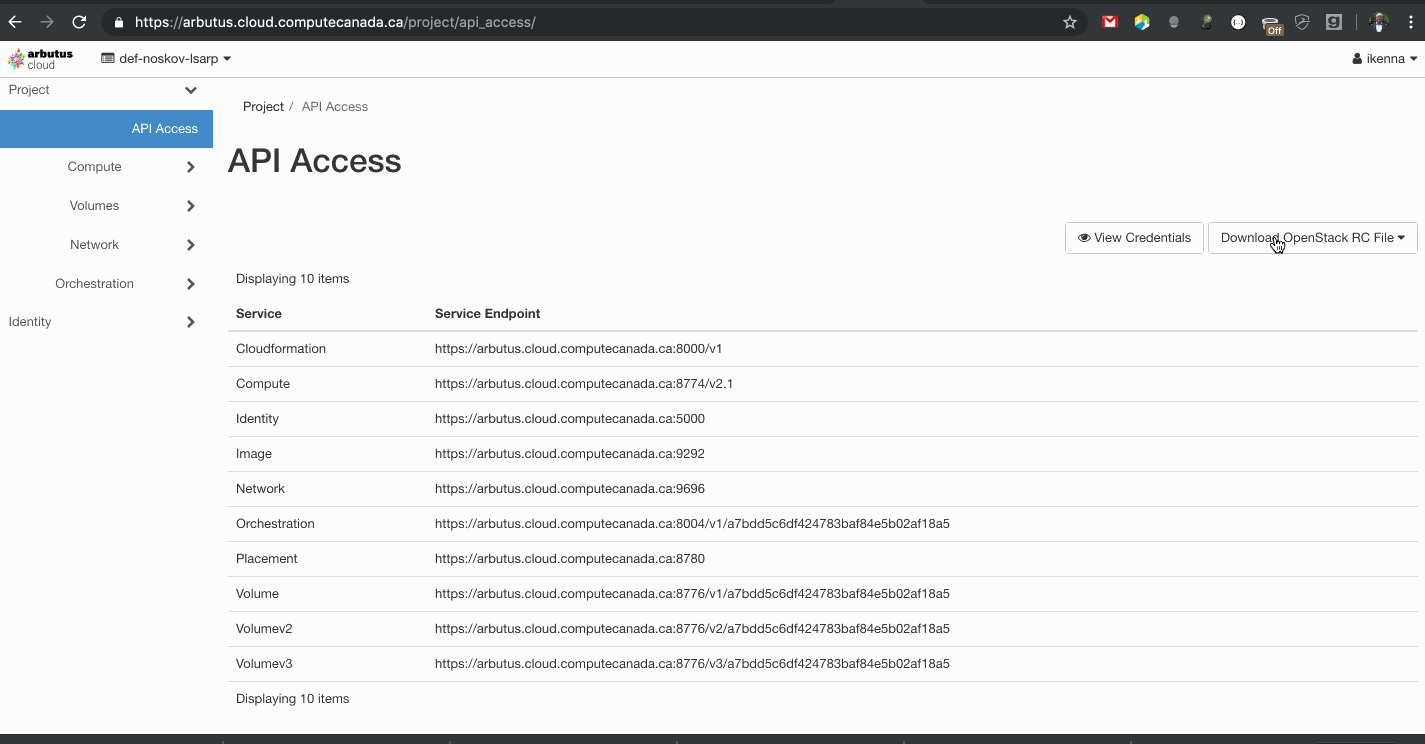 https://arbutus.cloud.computecanada.ca/project/api_access/
Off
arbutus
cloud
def-noskov-lsarp
ikenna
Project
Project / API Access
API Access
API Access
Compute
Volumes
Network
Orchestration
Identity
View Credentials
Download OpenStack RC File
Displaying 10 items
Service Service Endpoint
Cloudformation https://arbutus.cloud.computecanada.ca:8000/v1
Compute https://arbutus.cloud.computecanada.ca:8774/v2.1
Identity https://arbutus.cloud.computecanada.ca:5000
Image https://arbutus.cloud.computecanada.ca:9292
Network https://arbutus.cloud.computecanada.ca:9696
Orchestration https://arbutus.cloud.computecanada.ca:8004/v1/a7bdd5c6df424783baf84e5b02af18a5
Placement https://arbutus.cloud.computecanada.ca:8780
Volume https://arbutus.cloud.computecanada.ca:8776/v1/a7bdd5c6df424783baf84e5b02af18a5
Volumev2 https://arbutus.cloud.computecanada.ca:8776/v2/a7bdd5c6df424783baf84e5b02af18a5
Volumev3 https://arbutus.cloud.computecanada.ca:8776/v3/a7bdd5c6df424783baf84e5b02af18a5
Displaying 10 items